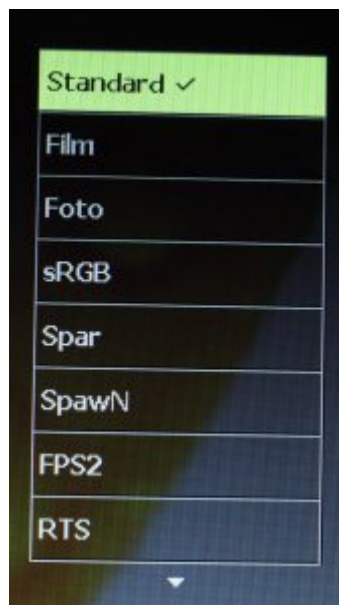 Standard ✓
Film
Foto
sRGB
Spar
SpawN
FPS2
RTS